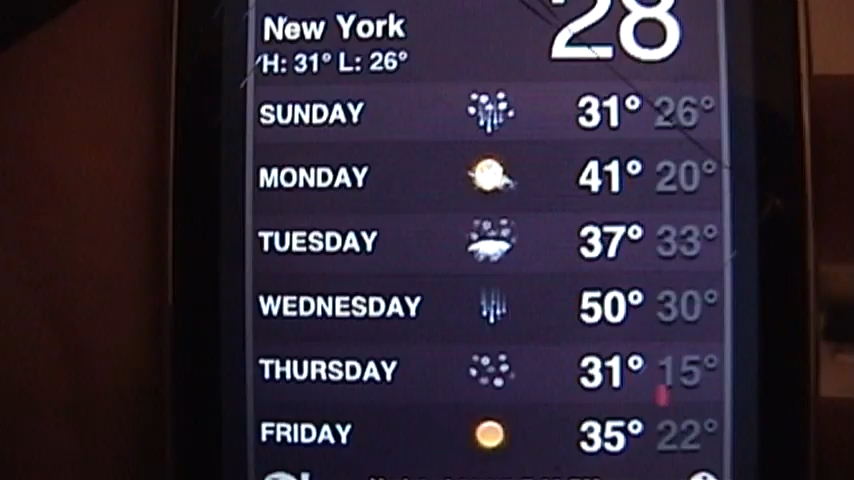 New York
28
H: 31° L: 26°
SUNDAY 31° 26°
MONDAY 41° 20°
TUESDAY 37° 33°
WEDNESDAY 50° 30°
THURSDAY 31° 15°
FRIDAY 35° 22°